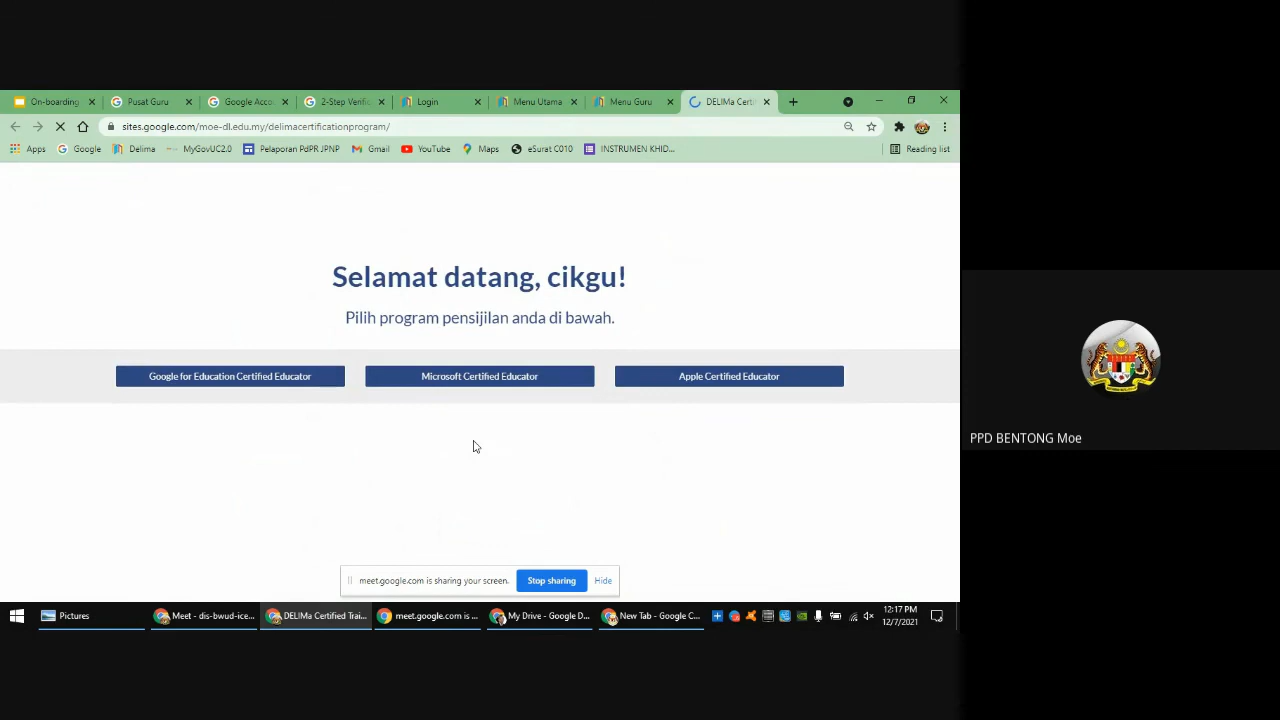 On-boarding
Pusat Guru
Google Acco
2-Step Verific
Login
Menu Utama
Menu Guru
DELIMa Certi
sites.google.com/moe-dl.edu.my/delimacertificationprogram/
Apps
Google
Delima
MyGovUC2.0
Pelaporan PdPR JPNP
Gmail
YouTube
Maps
eSurat C010
INSTRUMEN KHID...
Reading list
Selamat datang, cikgu!
Pilih program pensijilan anda di bawah.
Google for Education Certified Educator
Microsoft Certified Educator
Apple Certified Educator
PPD BENTONG Moe
meet.google.com is sharing your screen.
Stop sharing
Hide
Pictures
Meet - dis-bwud-ice...
DELIMa Certified Trai...
meet.google.com is ...
My Drive - Google D...
New Tab - Google C...
12:17 PM
12/7/2021